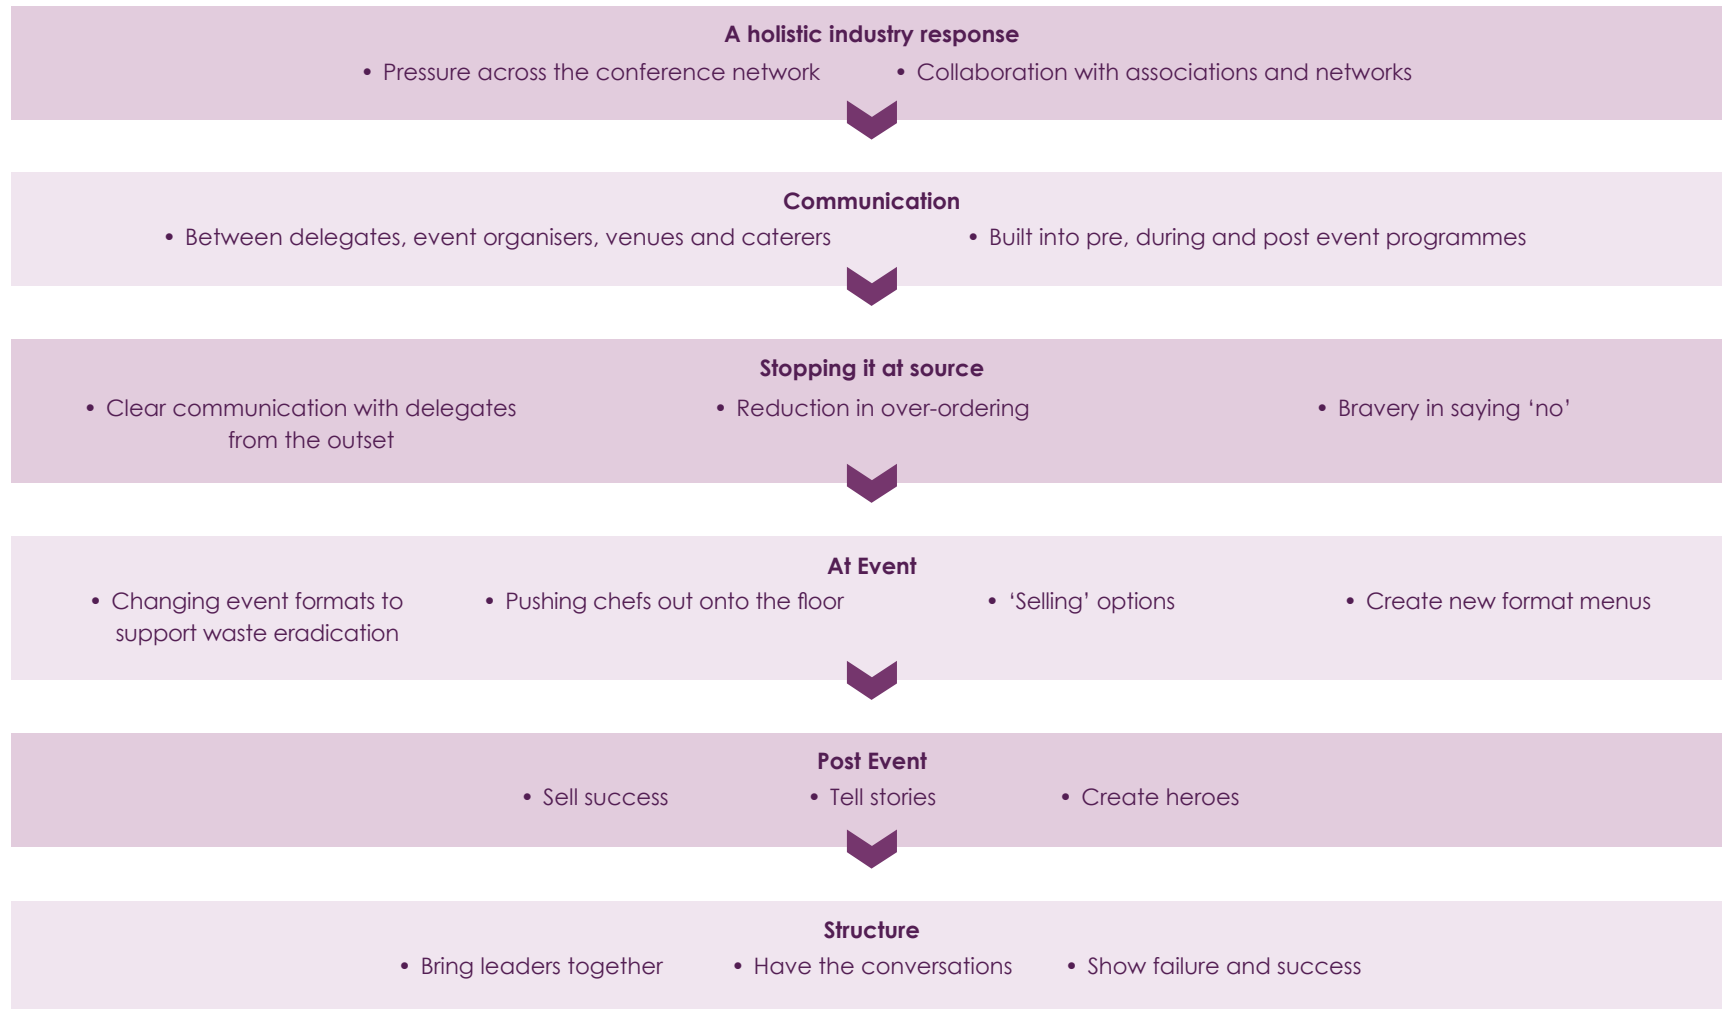 A holistic industry response
• Pressure across the conference network • Collaboration with associations and networks
Communication
• Between delegates, event organisers, venues and caterers • Built into pre, during and post event programmes
Stopping it at source
• Clear communication with delegates from the outset • Reduction in over-ordering • Bravery in saying ‘no’
At Event
• Changing event formats to support waste eradication • Pushing chefs out onto the floor • ‘Selling’ options • Create new format menus
Post Event
• Sell success • Tell stories • Create heroes
Structure
• Bring leaders together • Have the conversations • Show failure and success